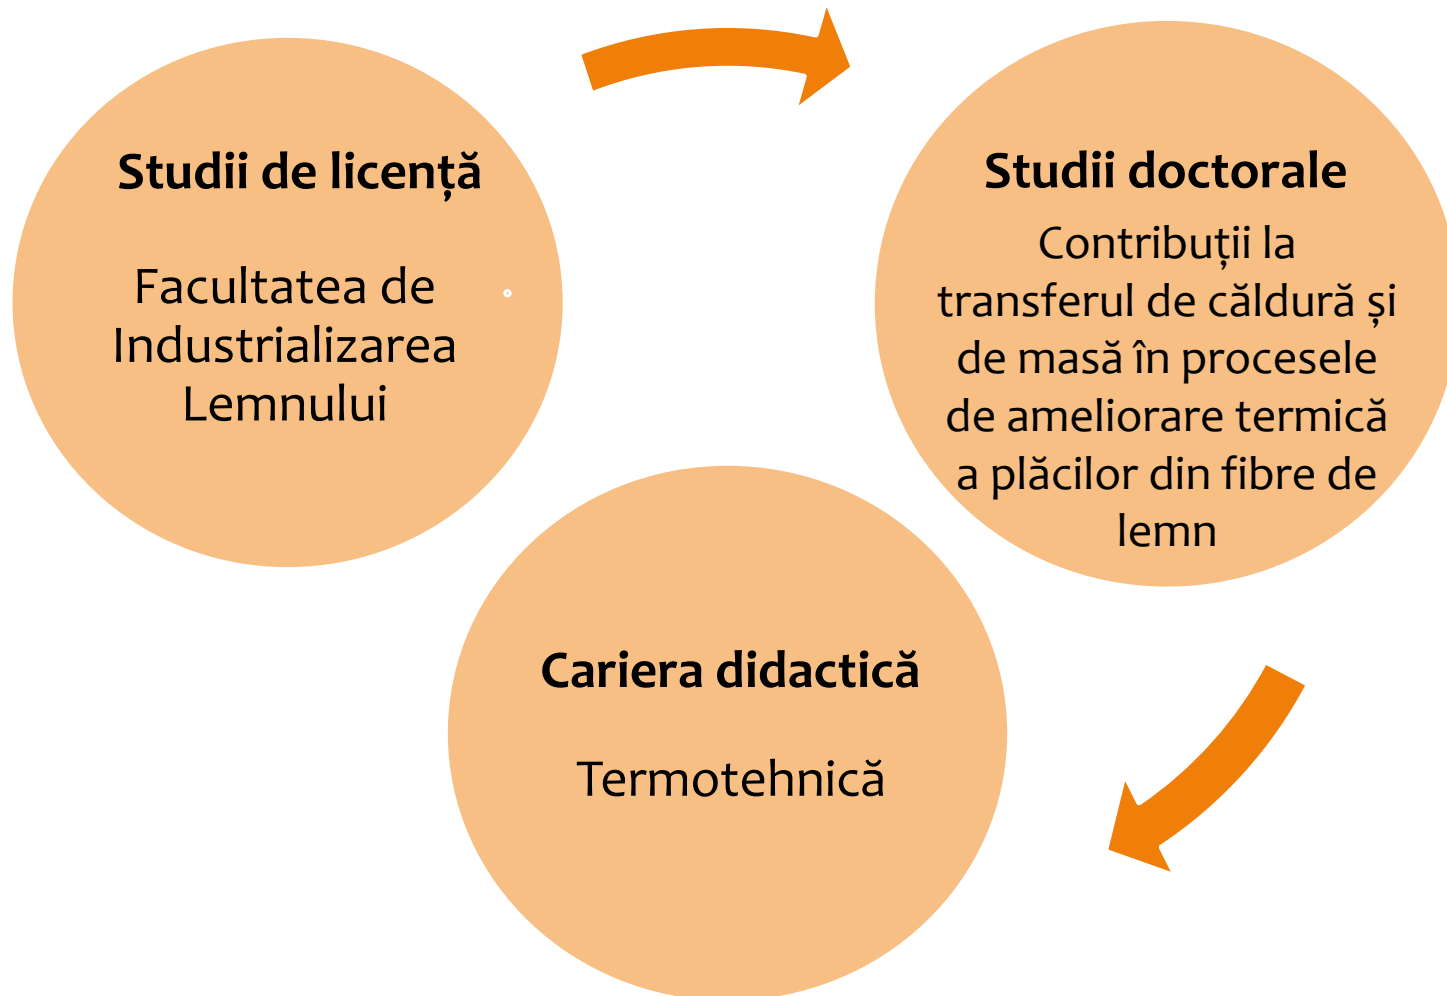 Studii de licență
Facultatea de
Industrializarea
Lemnului
Studii doctorale
Contribuții la
transferul de căldură și
de masă în procesele
de ameliorare termică
a plăcilor din fibre de
lemn
Cariera didactică
Termotehnică